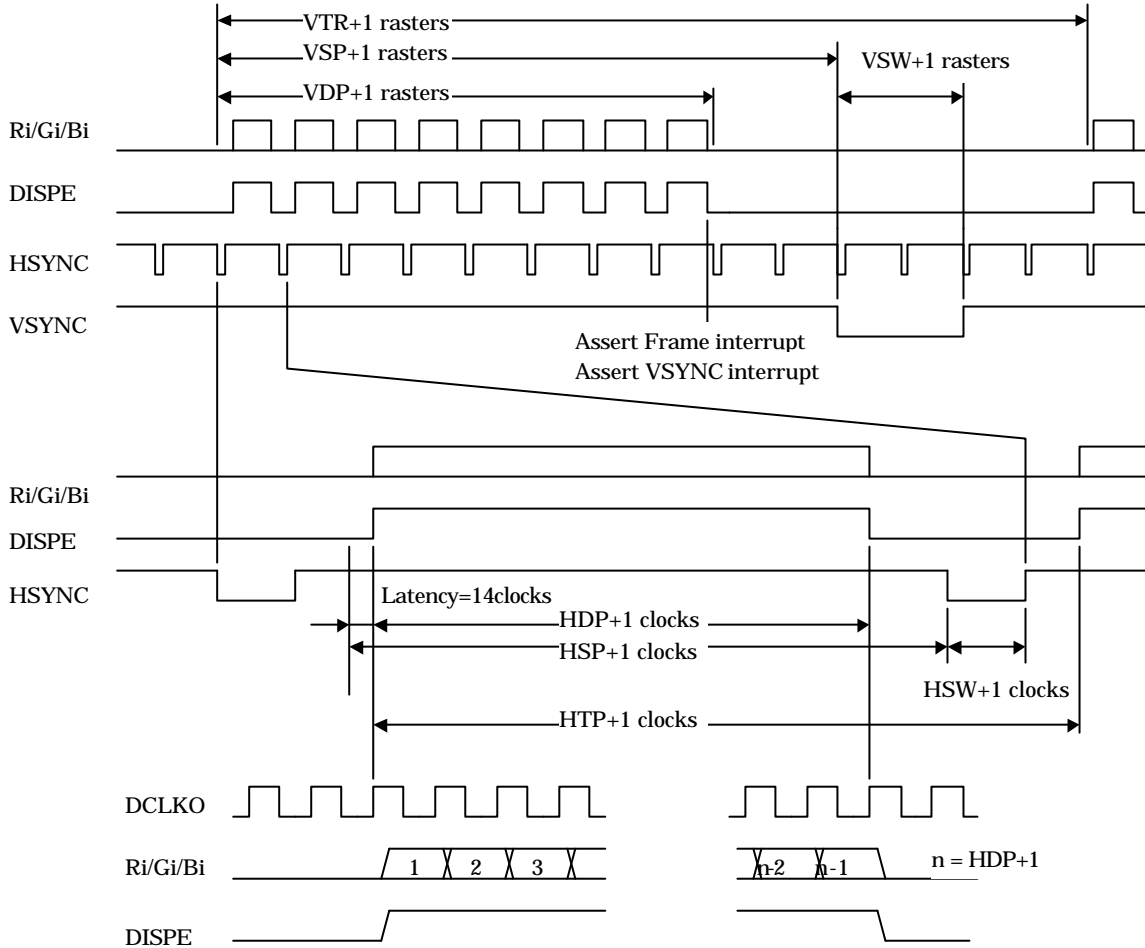 VTR+1 rasters
VSP+1 rasters
VSW+1 rasters
VDP+1 rasters
Ri/Gi/Bi
DISPE
HSYNC
VSYNC
Assert Frame interrupt
Assert VSYNC interrupt
Ri/Gi/Bi
DISPE
HSYNC
Latency=14clocks
HDP+1 clocks
HSP+1 clocks
HSW+1 clocks
HTP+1 clocks
DCLKO
Ri/Gi/Bi 1 2 3 n-2 n-1 n = HDP+1
DISPE